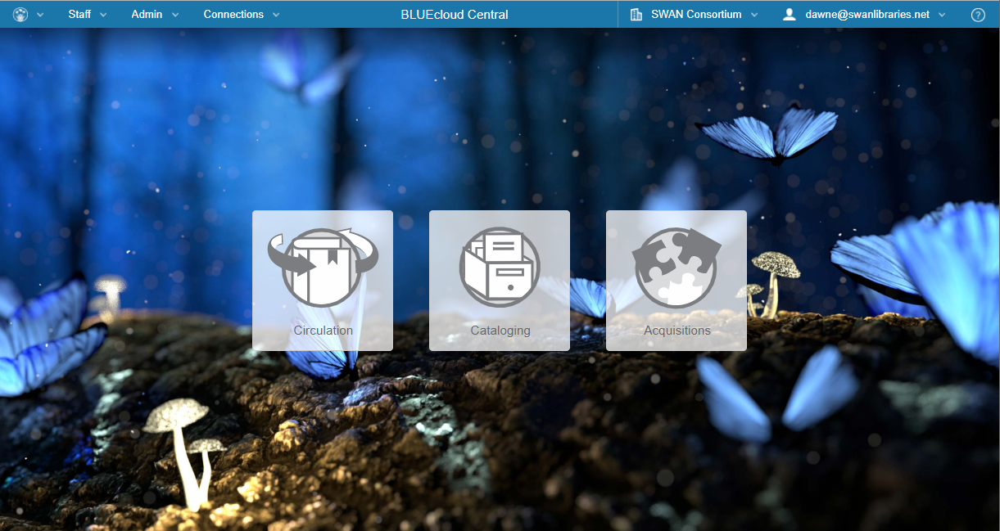 Staff Admin Connections BLUEcloud Central SWAN Consortium dawne@swanlibraries.net ?
Circulation Cataloging Acquisitions